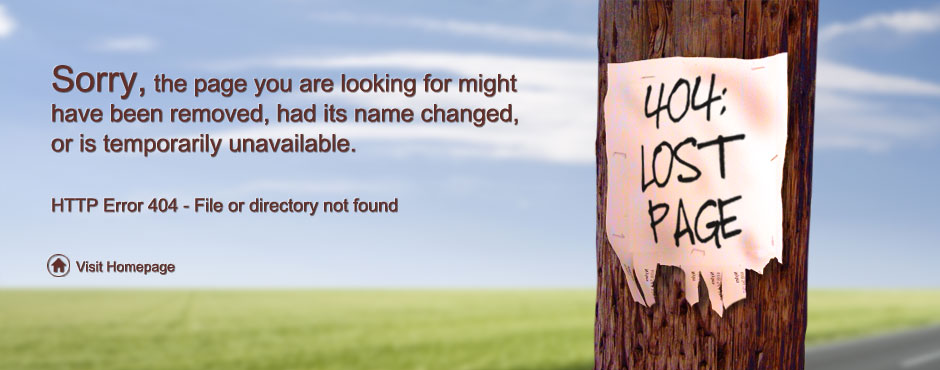 Sorry, the page you are looking for might
have been removed, had its name changed,
or is temporarily unavailable.
HTTP Error 404 - File or directory not found
Visit Homepage
404:
LOST
PAGE